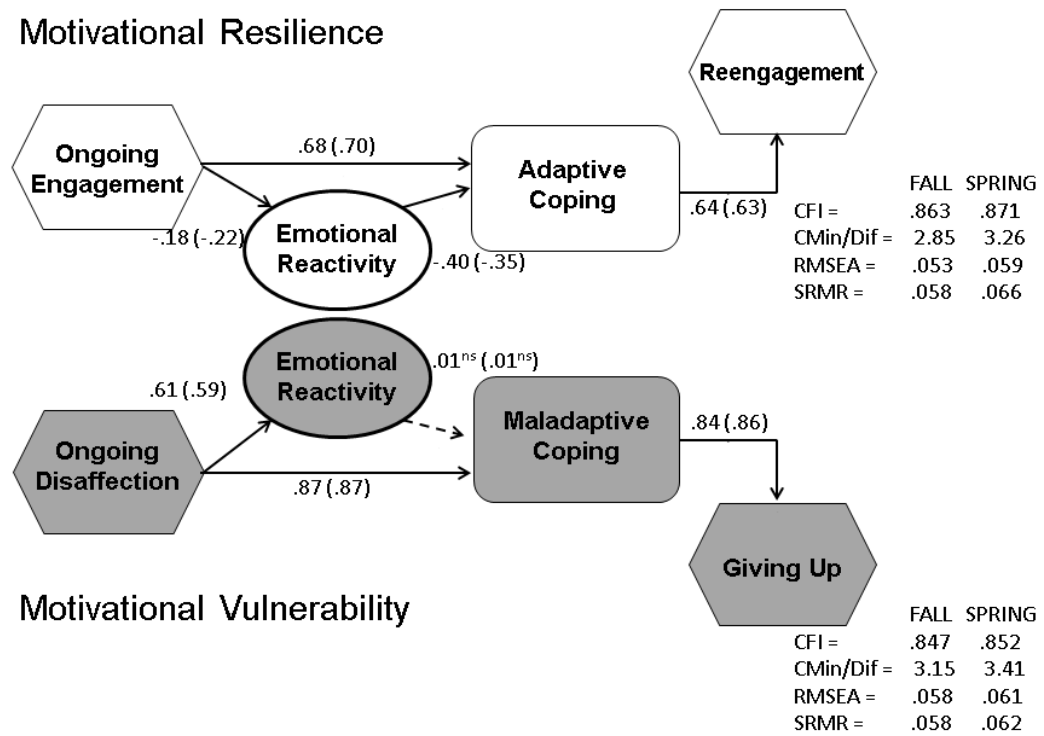 Motivational Resilience
Reengagement
Ongoing
Engagement
.68 (.70)
Adaptive
Coping
-.18 (-.22)
Emotional
Reactivity
-.40 (-.35)
.64 (.63)
FALL SPRING
CFI = .863 .871
CMin/Dif = 2.85 3.26
RMSEA = .053 .059
SRMR = .058 .066
Emotional
Reactivity
.01ns (.01ns)
.61 (.59)
Ongoing
Disaffection
Maladaptive
Coping
.84 (.86)
.87 (.87)
Giving Up
Motivational Vulnerability
FALL SPRING
CFI = .847 .852
CMin/Dif = 3.15 3.41
RMSEA = .058 .061
SRMR = .058 .062